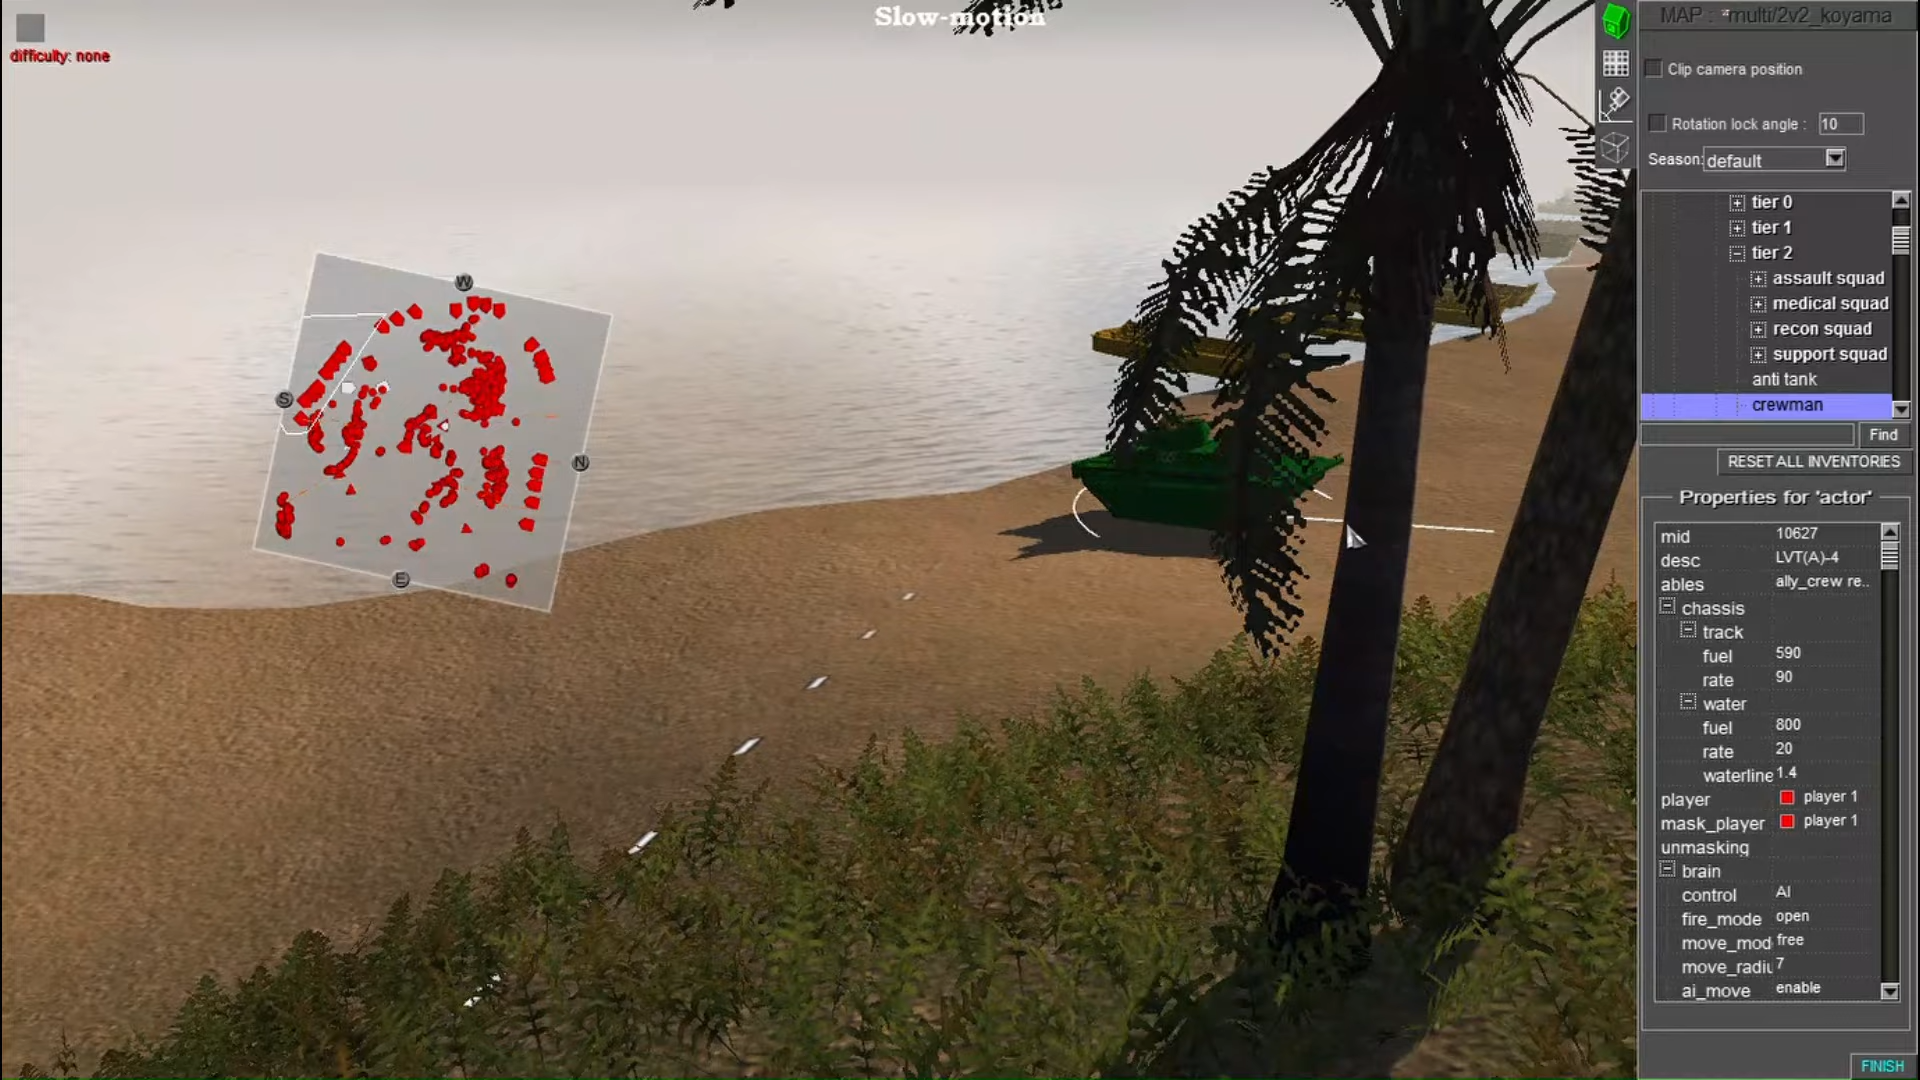 Slow-motion
difficulty: none
W
S
N
E
MAP : "multi/2v2_koyama
Clip camera position
Rotation lock angle : 10
Season: default
tier 0
tier 1
tier 2
assault squad
medical squad
recon squad
support squad
anti tank
crewman
Find
RESET ALL INVENTORIES
Properties for 'actor'
mid 10627
desc LVT(A)-4
ables ally_crew re..
chassis
track
fuel 590
rate 90
water
fuel 800
rate 20
waterline 1.4
player player 1
mask_player player 1
unmasking
brain
control AI
fire_mode open
move_mod free
move_radiu 7
ai_move enable
FINISH